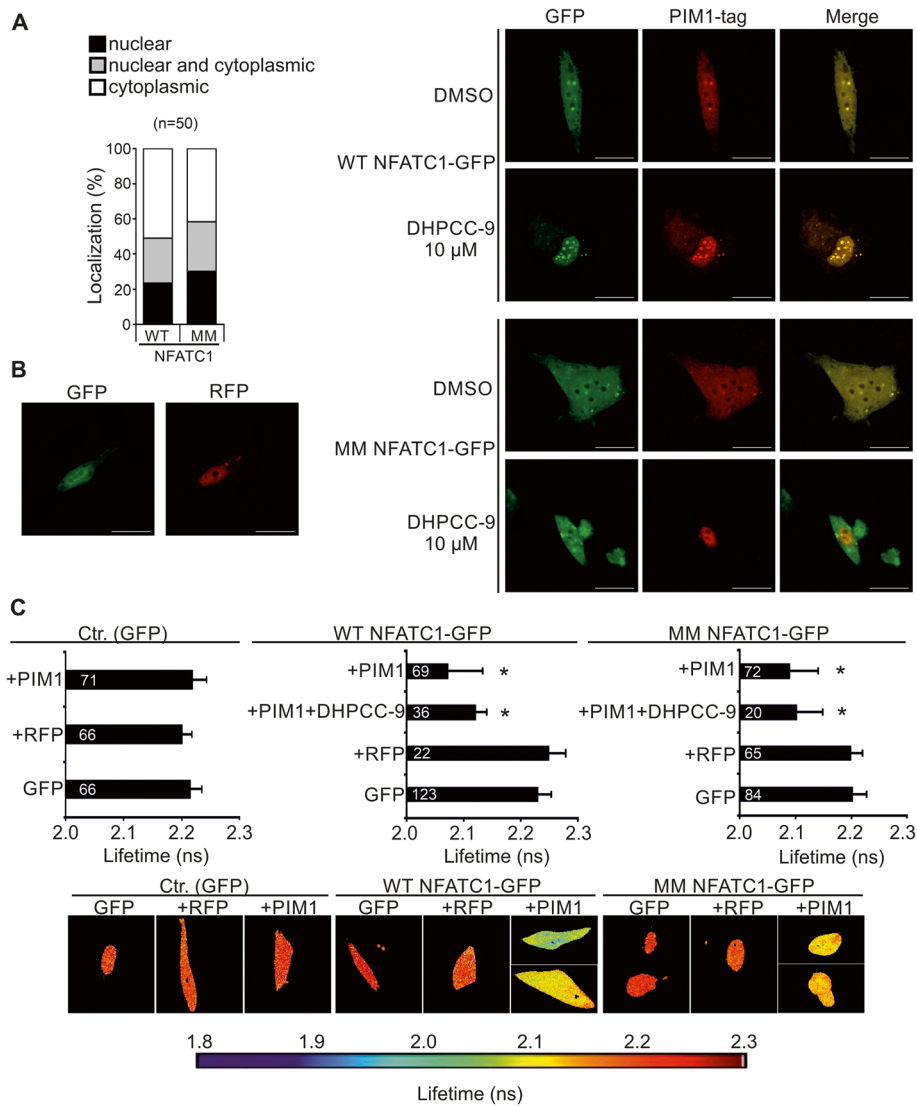 A
nuclear
nuclear and cytoplasmic
cytoplasmic
(n=50)
100
80
60
40
20
0
Localization (%)
WT MM
NFATC1
GFP PIM1-tag Merge
DMSO
WT NFATC1-GFP
DHPCC-9
10 µM
DMSO
MM NFATC1-GFP
DHPCC-9
10 µM
B
GFP RFP
C
Ctr. (GFP)
+PIM1 71
+RFP 66
GFP 66
2.0 2.1 2.2 2.3
Lifetime (ns)
WT NFATC1-GFP
+PIM1 69 *
+PIM1+DHPCC-9 36 *
+RFP 22
GFP 123
2.0 2.1 2.2 2.3
Lifetime (ns)
MM NFATC1-GFP
+PIM1 72 *
+PIM1+DHPCC-9 20 *
+RFP 65
GFP 84
2.0 2.1 2.2 2.3
Lifetime (ns)
Ctr. (GFP) WT NFATC1-GFP MM NFATC1-GFP
GFP +RFP +PIM1 GFP +RFP +PIM1 GFP +RFP +PIM1
1.8 1.9 2.0 2.1 2.2 2.3
Lifetime (ns)